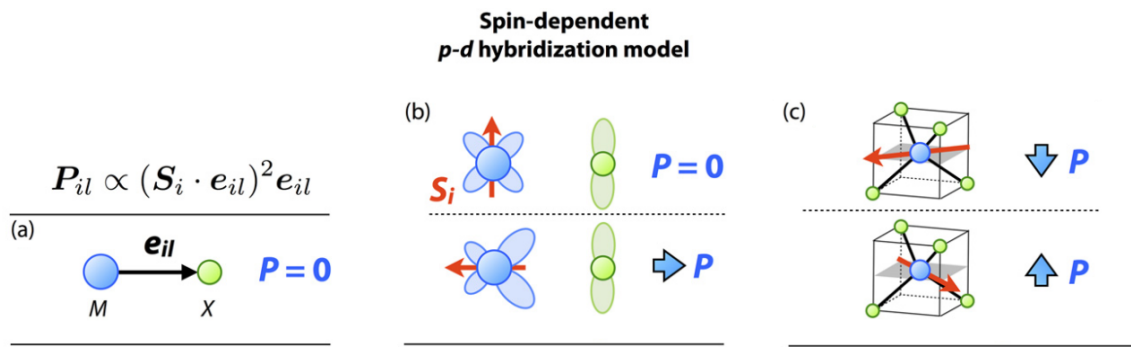 Spin-dependent
p-d hybridization model
P_il ∝ (S_i · e_il)² e_il
(a)
e_il
M
X
P = 0
(b)
S_i
P = 0
P
(c)
P
P